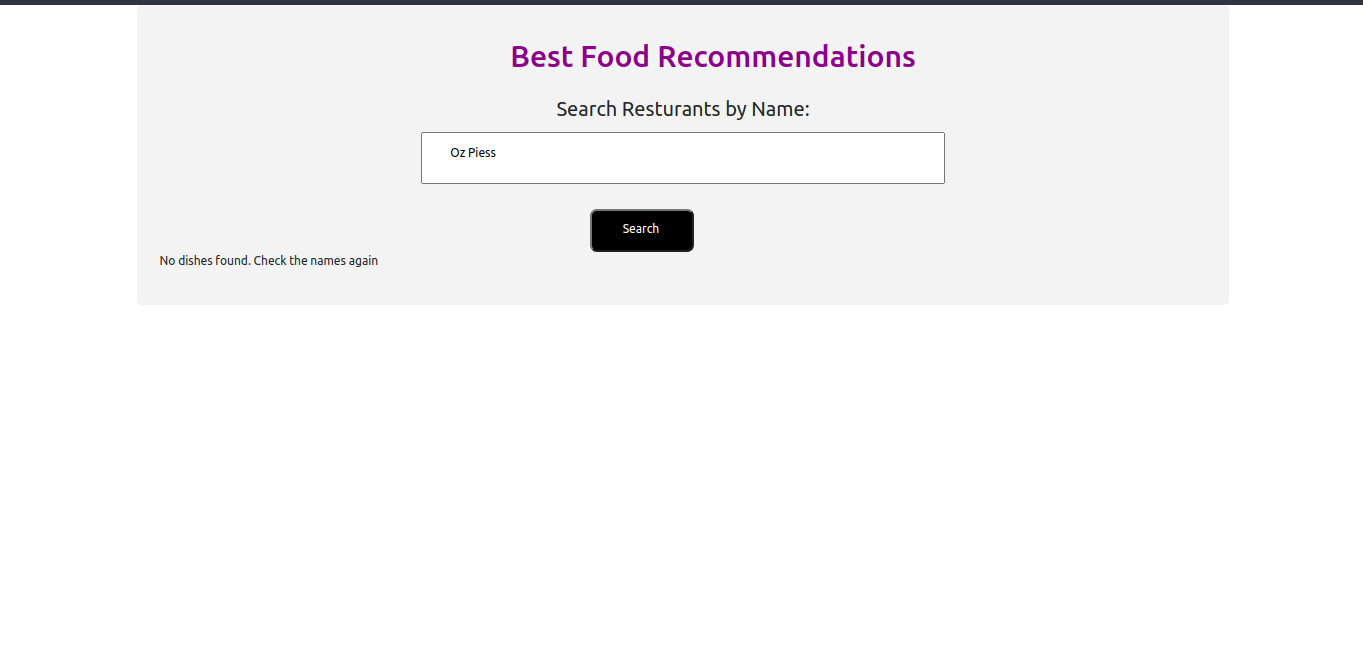 Best Food Recommendations
Search Resturants by Name:
Oz Piess
Search
No dishes found. Check the names again